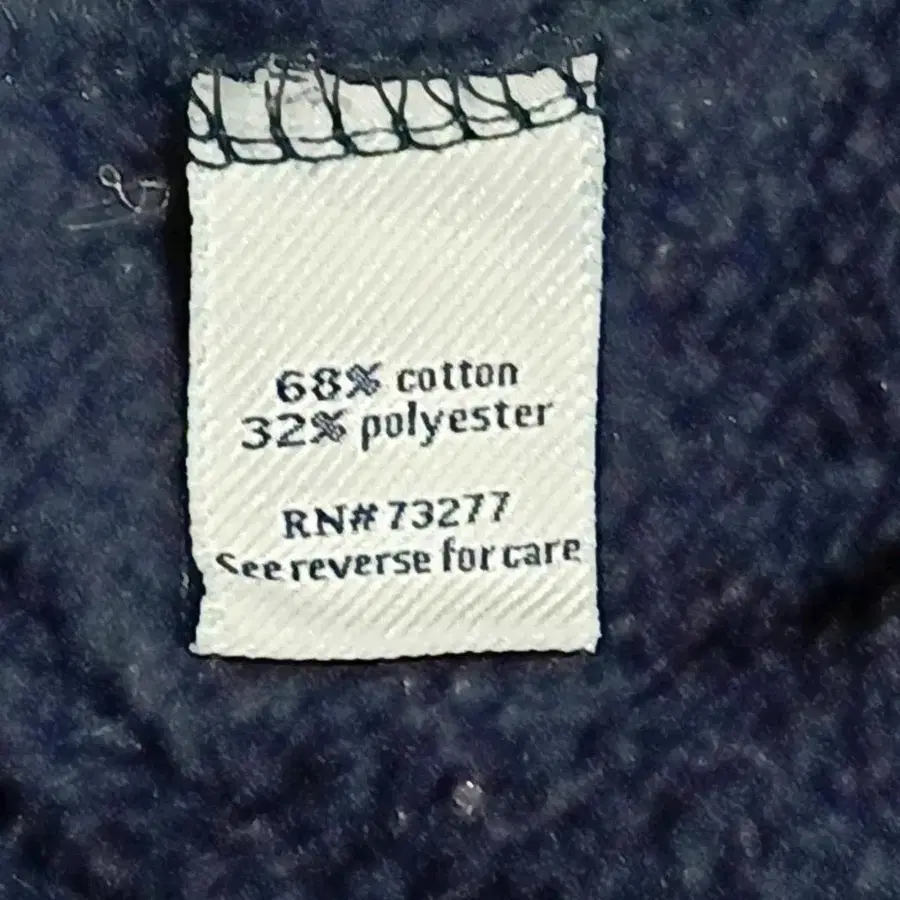 68% cotton
32% polyester
RN# 73277
See reverse for care